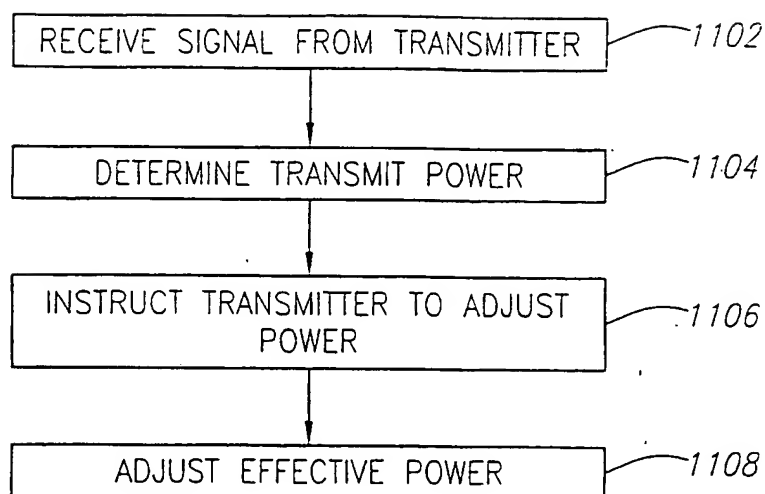 RECEIVE SIGNAL FROM TRANSMITTER 1102
DETERMINE TRANSMIT POWER 1104
INSTRUCT TRANSMITTER TO ADJUST
POWER 1106
ADJUST EFFECTIVE POWER 1108